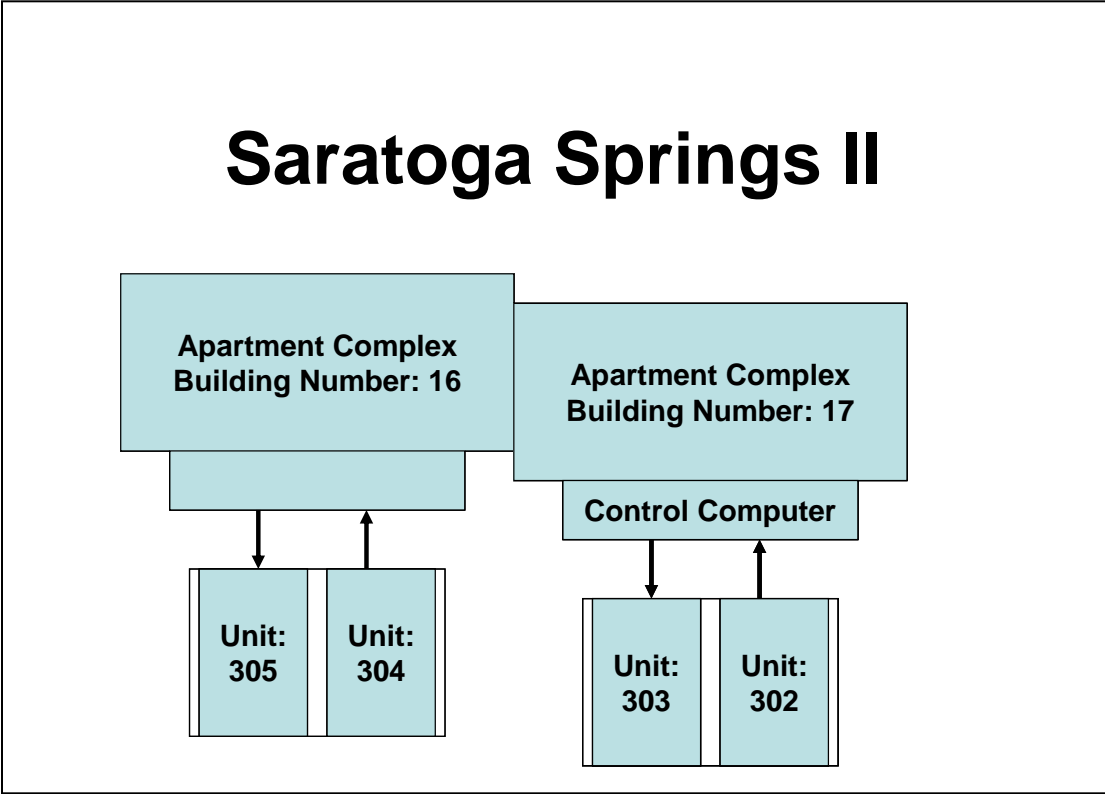 Saratoga Springs II
Apartment Complex
Building Number: 16
Apartment Complex
Building Number: 17
Control Computer
Unit:
305
Unit:
304
Unit:
303
Unit:
302